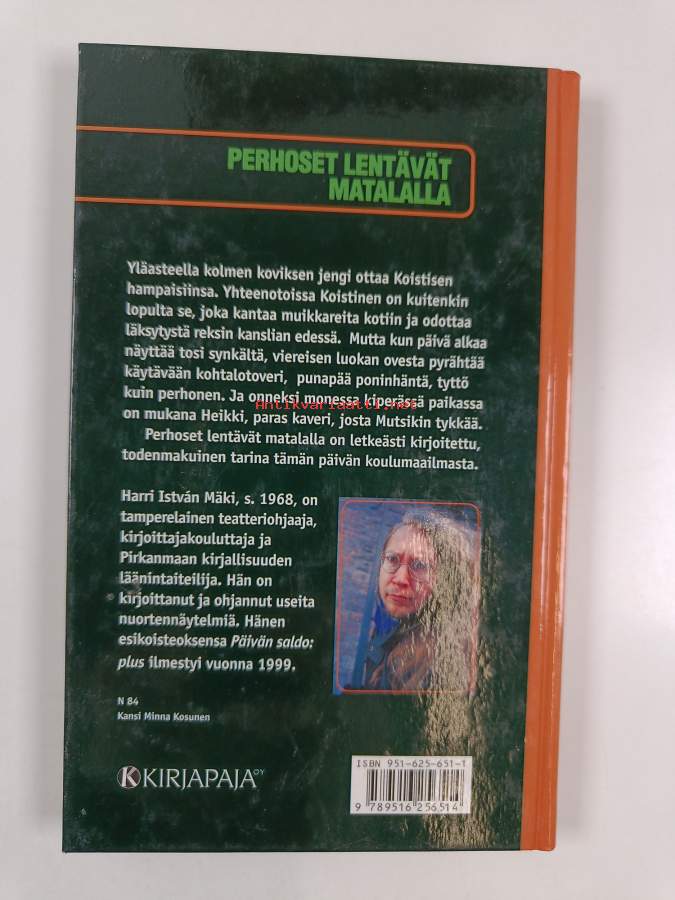 PERHOSET LENTÄVÄT
MATALALLA
Yläasteella kolmen koviksen jengi ottaa Koistisen
hampaisiinsa. Yhteenotoissa Koistinen on kuitenkin
lopulta se, joka kantaa muikkareita kotiin ja odottaa
läksytystä reksin kanslian edessä. Mutta kun päivä alkaa
näyttää tosi synkältä, viereisen luokan ovesta pyrähtää
käytävään kohtalotoveri, punapää poninhäntä, tyttö
kuin perhonen. Ja onneksi monessa kiperässä paikassa
Antikvariaatti.net
on mukana Heikki, paras kaveri, josta Mutsikin tykkää.
Perhoset lentävät matalalla on letkeästi kirjoitettu,
todenmakuinen tarina tämän päivän koulumaailmasta.
Harri István Mäki, s. 1968, on
tamperelainen teatteriohjaaja,
kirjoittajakouluttaja ja
Pirkanmaan kirjallisuuden
läänintaiteilija. Hän on
kirjoittanut ja ohjannut useita
nuortennäytelmiä. Hänen
esikoisteoksensa Päivän saldo:
plus ilmestyi vuonna 1999.
N 84
Kansi Minna Kosunen
K KIRJAPAJA OY
ISBN 951-625-651-1
9 789516 256514